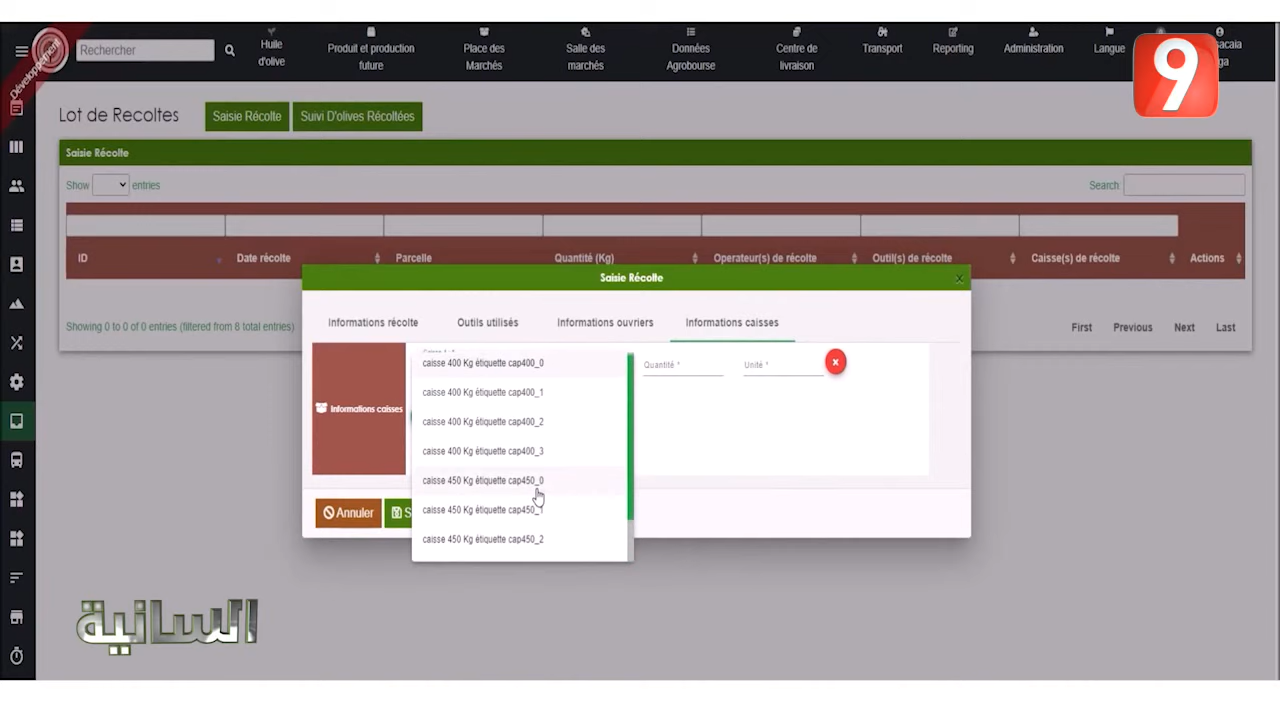 Rechercher
Huile
d'olive
Produit et production
future
Place des
Marchés
Salle des
marchés
Données
Agrobourse
Centre de
livraison
Transport
Reporting
Administration
Langue
9
Développement
Lot de Recoltes
Saisie Récolte
Suivi D'olives Récoltées
Saisie Récolte
Show
entries
Search:
ID
Date récolte
Parcelle
Quantité (Kg)
Operateur(s) de récolte
Outil(s) de récolte
Caisse(s) de récolte
Actions
Showing 0 to 0 of 0 entries (filtered from 8 total entries)
First
Previous
Next
Last
Saisie Récolte
x
Informations récolte
Outils utilisés
Informations ouvriers
Informations caisses
Informations caisses
caisse 400 Kg étiquette cap400_0
caisse 400 Kg étiquette cap400_1
caisse 400 Kg étiquette cap400_2
caisse 400 Kg étiquette cap400_3
caisse 450 Kg étiquette cap450_0
caisse 450 Kg étiquette cap450_1
caisse 450 Kg étiquette cap450_2
Quantité *
Unité *
Annuler
السانية